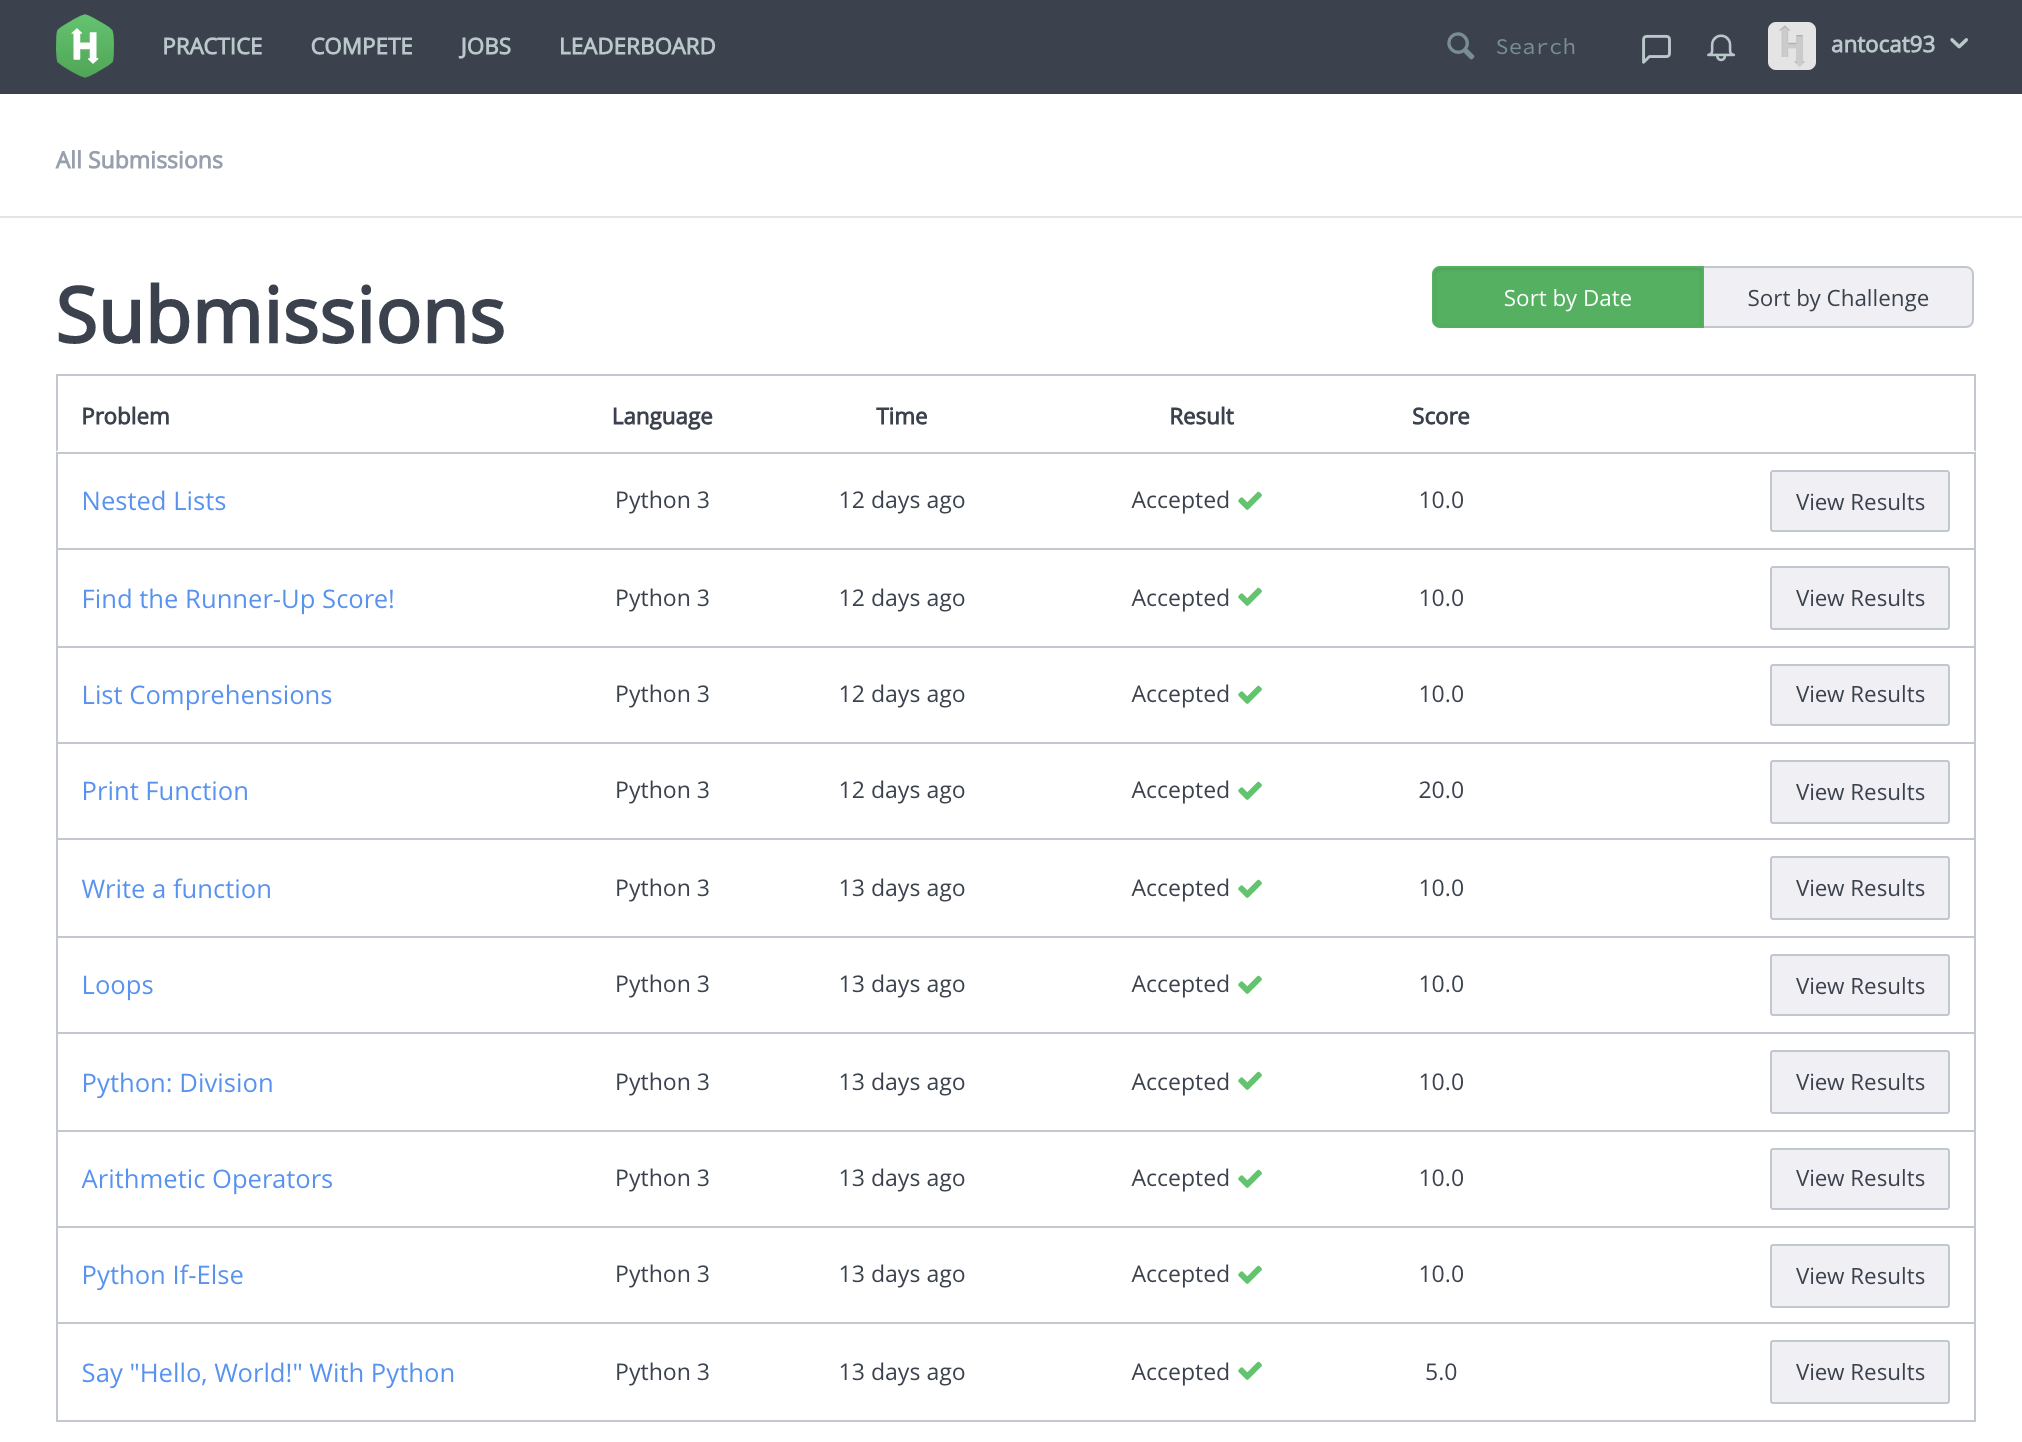 H PRACTICE COMPETE JOBS LEADERBOARD Search H antocat93
All Submissions
Submissions Sort by Date Sort by Challenge
Problem Language Time Result Score
Nested Lists Python 3 12 days ago Accepted 10.0 View Results
Find the Runner-Up Score! Python 3 12 days ago Accepted 10.0 View Results
List Comprehensions Python 3 12 days ago Accepted 10.0 View Results
Print Function Python 3 12 days ago Accepted 20.0 View Results
Write a function Python 3 13 days ago Accepted 10.0 View Results
Loops Python 3 13 days ago Accepted 10.0 View Results
Python: Division Python 3 13 days ago Accepted 10.0 View Results
Arithmetic Operators Python 3 13 days ago Accepted 10.0 View Results
Python If-Else Python 3 13 days ago Accepted 10.0 View Results
Say "Hello, World!" With Python Python 3 13 days ago Accepted 5.0 View Results